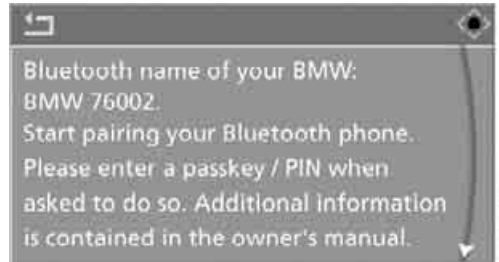 Bluetooth name of your BMW:
BMW 76002.
Start pairing your Bluetooth phone.
Please enter a passkey / PIN when
asked to do so. Additional information
is contained in the owner's manual.